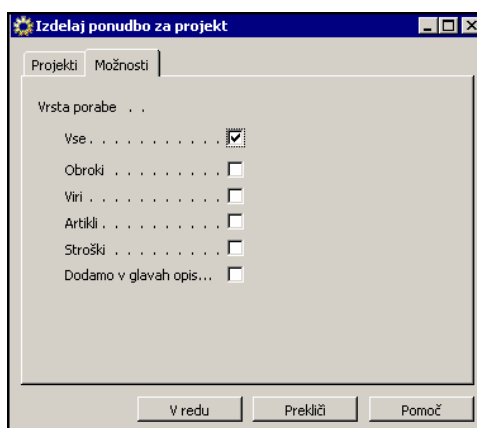 Izdelaj ponudbo za projekt
Projekti Možnosti
Vrsta porabe . .
Vse . . . . . . . . . . .
Obroki . . . . . . . . .
Viri . . . . . . . . . . .
Artikli . . . . . . . . . .
Stroški . . . . . . . . .
Dodamo v glavah opis...
V redu Prekliči Pomoč